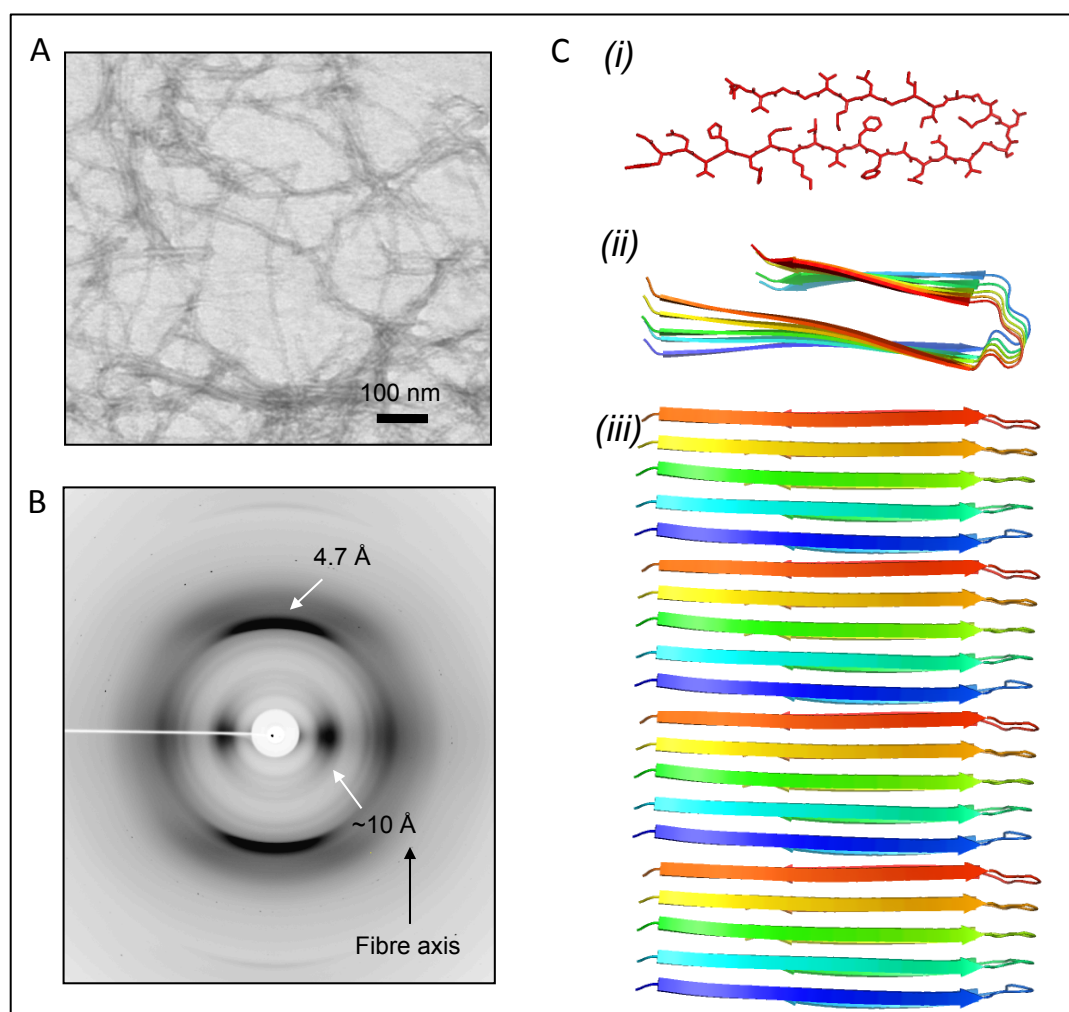 A
100 nm
B
4.7 Å
~10 Å
Fibre axis
C
(i)
(ii)
(iii)